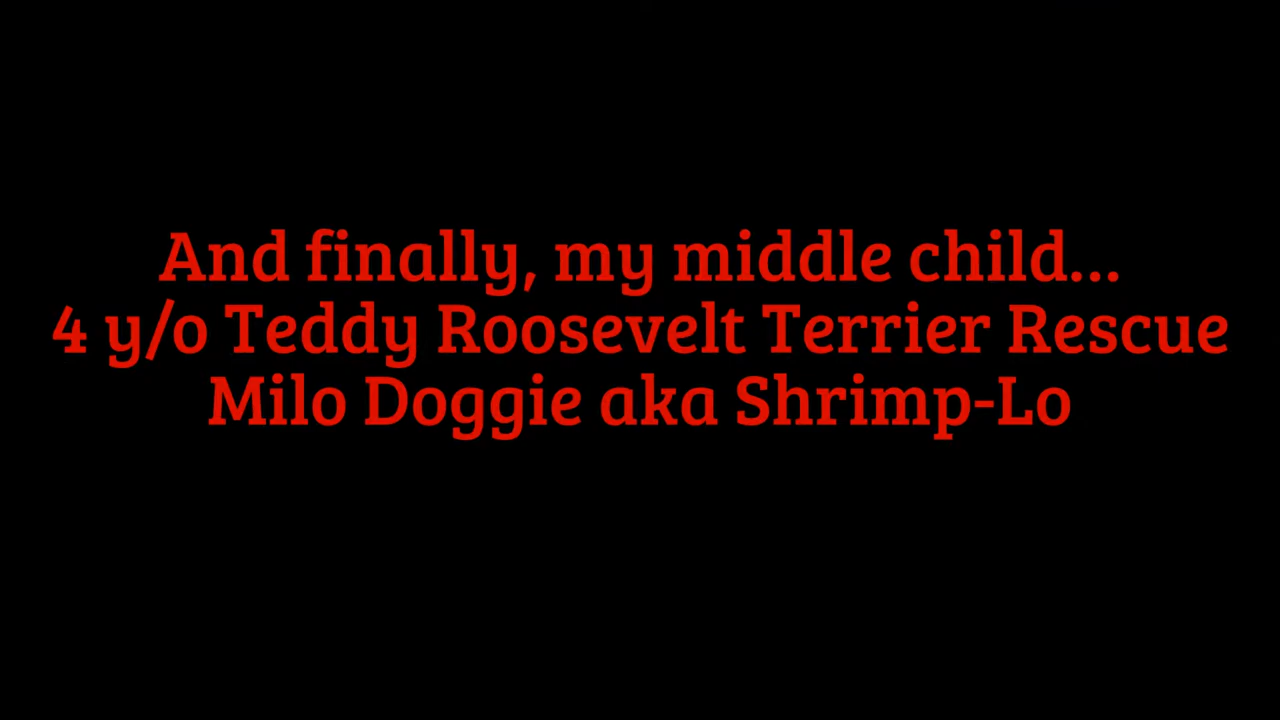 And finally, my middle child...
4 y/o Teddy Roosevelt Terrier Rescue
Milo Doggie aka Shrimp-Lo